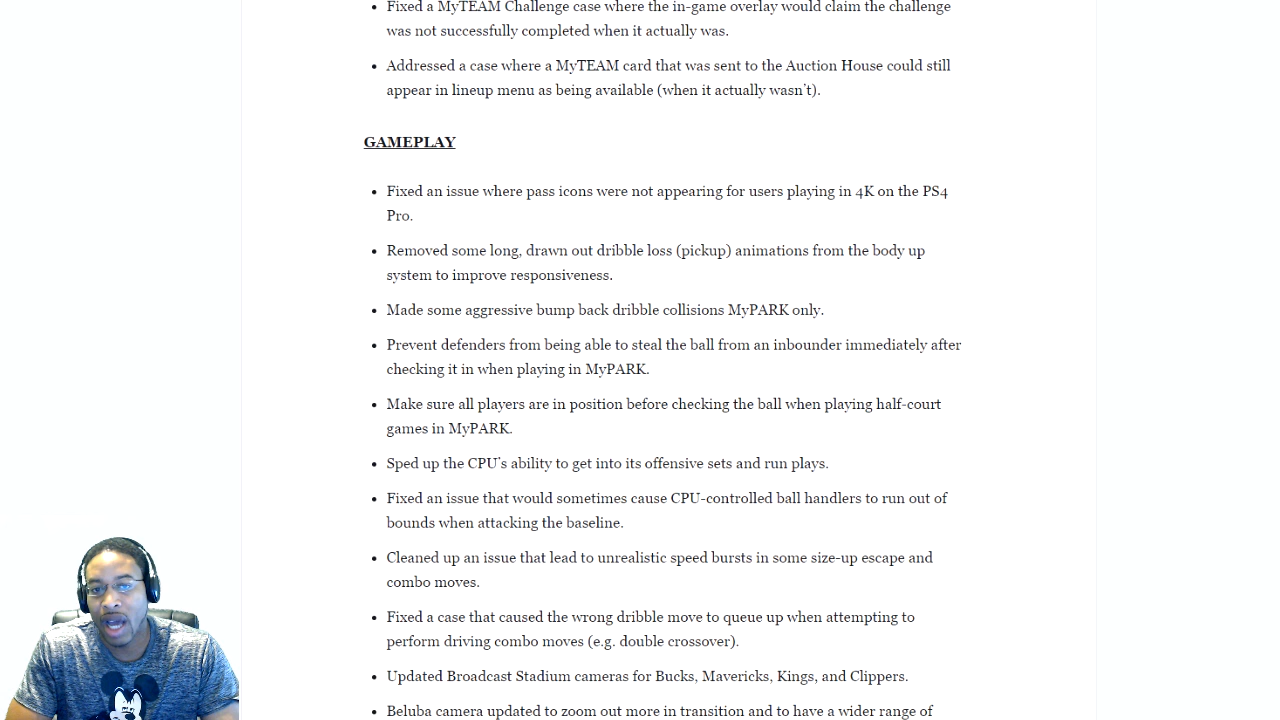 Fixed a MyTEAM Challenge case where the in-game overlay would claim the challenge
was not successfully completed when it actually was.
Addressed a case where a MyTEAM card that was sent to the Auction House could still
appear in lineup menu as being available (when it actually wasn't).
GAMEPLAY
Fixed an issue where pass icons were not appearing for users playing in 4K on the PS4
Pro.
Removed some long, drawn out dribble loss (pickup) animations from the body up
system to improve responsiveness.
Made some aggressive bump back dribble collisions MyPARK only.
Prevent defenders from being able to steal the ball from an inbounder immediately after
checking it in when playing in MyPARK.
Make sure all players are in position before checking the ball when playing half-court
games in MyPARK.
Sped up the CPU's ability to get into its offensive sets and run plays.
Fixed an issue that would sometimes cause CPU-controlled ball handlers to run out of
bounds when attacking the baseline.
Cleaned up an issue that lead to unrealistic speed bursts in some size-up escape and
combo moves.
Fixed a case that caused the wrong dribble move to queue up when attempting to
perform driving combo moves (e.g. double crossover).
Updated Broadcast Stadium cameras for Bucks, Mavericks, Kings, and Clippers.
Beluba camera updated to zoom out more in transition and to have a wider range of